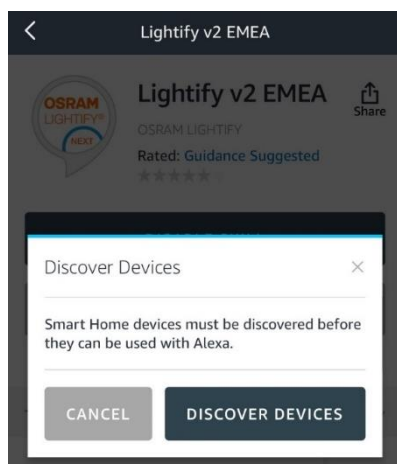 Lightify v2 EMEA
OSRAM
LIGHTIFY®
NEXT
Lightify v2 EMEA
Share
OSRAM LIGHTIFY
Rated: Guidance Suggested
Discover Devices
Smart Home devices must be discovered before
they can be used with Alexa.
CANCEL
DISCOVER DEVICES